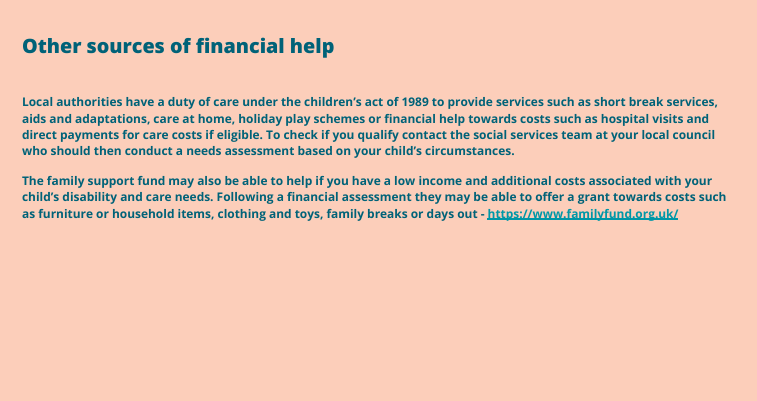 Other sources of financial help
Local authorities have a duty of care under the children’s act of 1989 to provide services such as short break services,
aids and adaptations, care at home, holiday play schemes or financial help towards costs such as hospital visits and
direct payments for care costs if eligible. To check if you qualify contact the social services team at your local council
who should then conduct a needs assessment based on your child’s circumstances.
The family support fund may also be able to help if you have a low income and additional costs associated with your
child’s disability and care needs. Following a financial assessment they may be able to offer a grant towards costs such
as furniture or household items, clothing and toys, family breaks or days out - https://www.familyfund.org.uk/